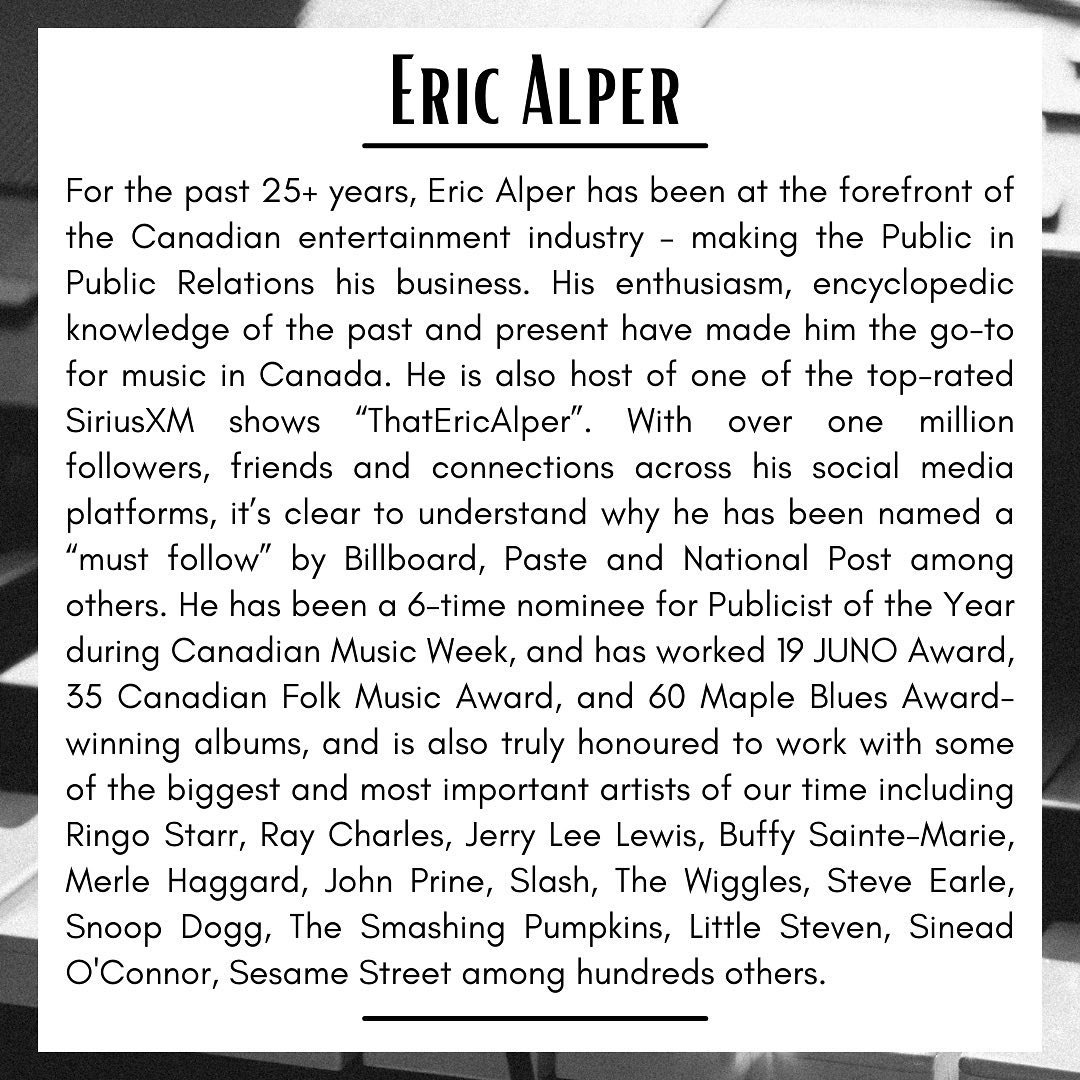 Eric Alper
For the past 25+ years, Eric Alper has been at the forefront of
the Canadian entertainment industry – making the Public in
Public Relations his business. His enthusiasm, encyclopedic
knowledge of the past and present have made him the go-to
for music in Canada. He is also host of one of the top-rated
SiriusXM shows “ThatEricAlper”. With over one million
followers, friends and connections across his social media
platforms, it’s clear to understand why he has been named a
“must follow” by Billboard, Paste and National Post among
others. He has been a 6-time nominee for Publicist of the Year
during Canadian Music Week, and has worked 19 JUNO Award,
35 Canadian Folk Music Award, and 60 Maple Blues Award-
winning albums, and is also truly honoured to work with some
of the biggest and most important artists of our time including
Ringo Starr, Ray Charles, Jerry Lee Lewis, Buffy Sainte-Marie,
Merle Haggard, John Prine, Slash, The Wiggles, Steve Earle,
Snoop Dogg, The Smashing Pumpkins, Little Steven, Sinead
O'Connor, Sesame Street among hundreds others.